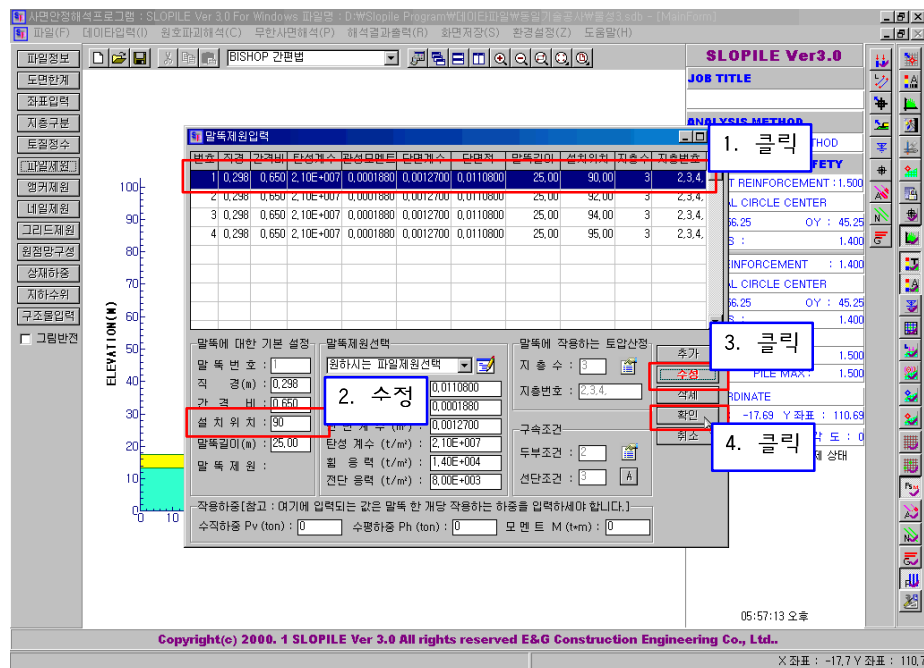 사면안정해석프로그램 : SLOPILE Ver 3.0 For Windows 파일명 : D:₩Slopile Program₩데이타파일₩동일기술공사₩물성3.sdb - [MainForm]
파일(F) 데이타입력(I) 원호파괴해석(C) 무한사면해석(P) 해석결과출력(R) 화면저장(S) 환경설정(Z) 도움말(H)
파일정보
도면한계
좌표입력
지층구분
토질정수
파일제원
앵커제원
네일제원
그리드제원
원점망구성
상재하중
지하수위
구조물입력
그림반전
BISHOP 간편법
SLOPILE Ver3.0
JOB TITLE
ANALYSIS METHOD
THOD
FETY
T REINFORCEMENT : 1.500
AL CIRCLE CENTER
56.25 OY : 45.25
S : 1.400
INFORCEMENT : 1.400
AL CIRCLE CENTER
56.25 OY : 45.25
1.400
1.500
PILE MAX : 1.500
RDINATE
: -17.69 Y 좌표 : 110.69
각 도 : 0
제 상태
05:57:13 오후
말뚝제원입력
번호 직경 간격비 탄성계수 관성모멘트 단면계수 단면적 말뚝길이 설치위치 지층수 지층번호
1 0,298 0,650 2,10E+007 0,0001880 0,0012700 0,0110800 25,00 90,00 3 2,3,4,
2 0,298 0,650 2,10E+007 0,0001880 0,0012700 0,0110800 25,00 92,00 3 2,3,4,
3 0,298 0,650 2,10E+007 0,0001880 0,0012700 0,0110800 25,00 94,00 3 2,3,4,
4 0,298 0,650 2,10E+007 0,0001880 0,0012700 0,0110800 25,00 95,00 3 2,3,4,
1. 클릭
말뚝에 대한 기본 설정
말 뚝 번 호 : 1
직 경(m) : 0,298
간 격 비 : 0,650
설 치 위 치 : 90
말뚝길이(m) : 25,00
말 뚝 제 원 :
말뚝제원선택
원하시는 파일제원선택
0,0110800
0,0001880
0,0012700
탄성 계수 (t/m²) : 2,10E+007
휨 응 력 (t/m²) : 1,40E+004
전단 응력 (t/m²) : 8,00E+003
2. 수정
말뚝에 작용하는 토압산정
지 층 수 : 3
지층번호 : 2,3,4,
구속조건
두부조건 : 2
선단조건 : 3 A
추가
수정
삭제
확인
취소
3. 클릭
4. 클릭
작용하중[참고 : 여기에 입력되는 값은 말뚝 한 개당 작용하는 하중을 입력하세야 합니다.]
수직하중 Pv (ton) : 0 수평하중 Ph (ton) : 0 모 멘 트 M (t*m) : 0
ELEVATION (M)
100
90
80
70
60
50
40
30
20
10
0
0 10
Copyright(c) 2000. 1 SLOPILE Ver 3.0 All rights reserved E&G Construction Engineering Co., Ltd..
X 좌표 : -17,7 Y 좌표 : 110,7